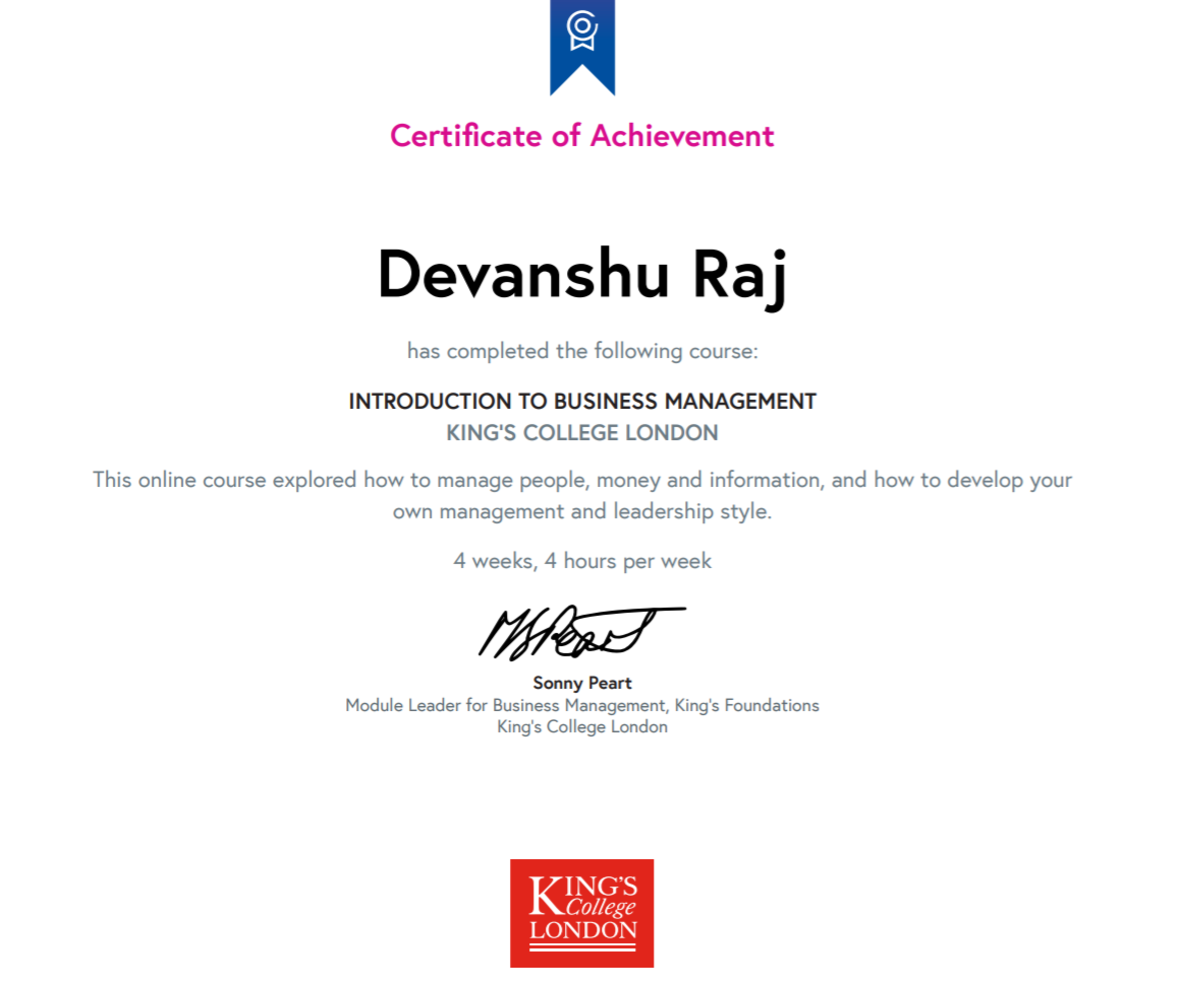 Certificate of Achievement
Devanshu Raj
has completed the following course:
INTRODUCTION TO BUSINESS MANAGEMENT
KING'S COLLEGE LONDON
This online course explored how to manage people, money and information, and how to develop your
own management and leadership style.
4 weeks, 4 hours per week
MSPeart
Sonny Peart
Module Leader for Business Management, King's Foundations
King's College London
KING'S
College
LONDON